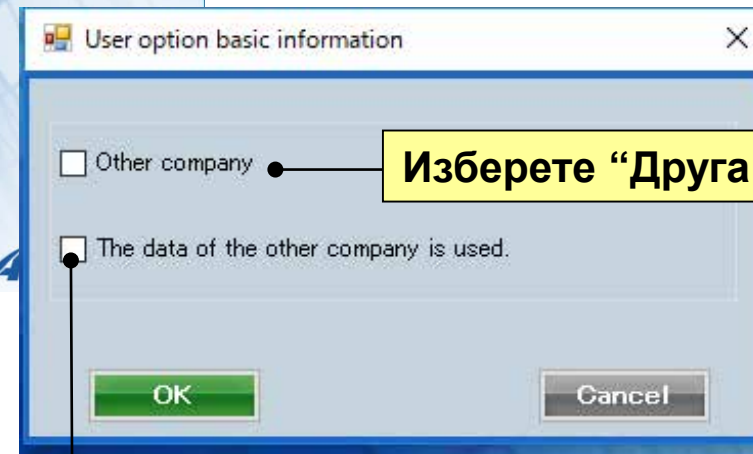 User option basic information
Other company
Изберете “Друга
The data of the other company is used.
OK
Cancel